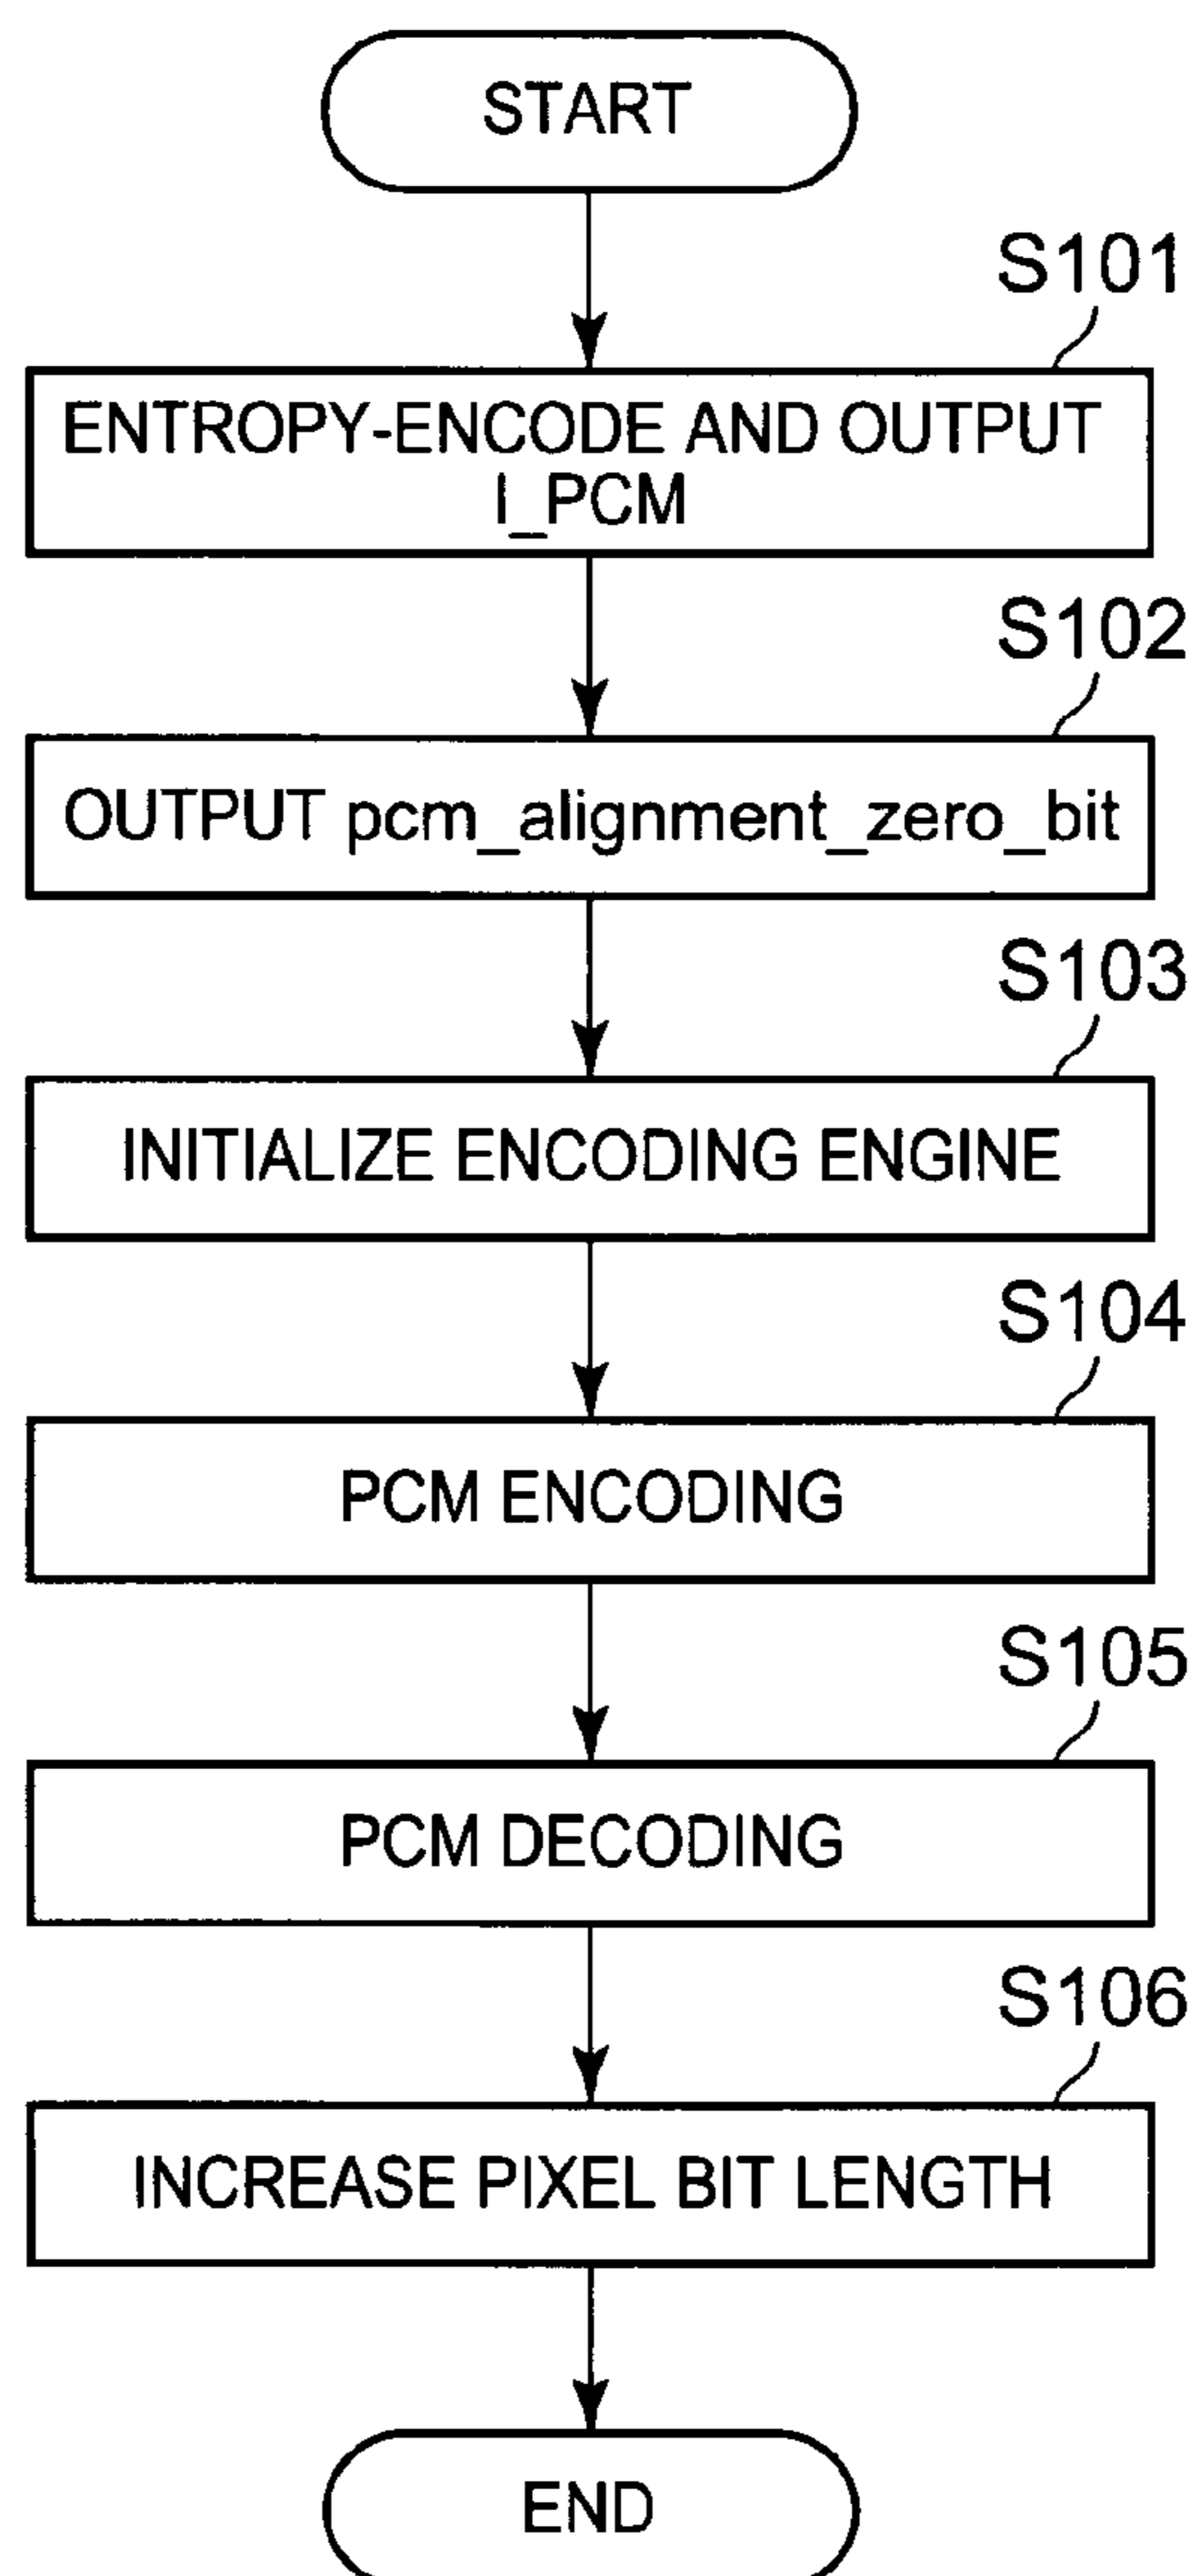 START
S101
ENTROPY-ENCODE AND OUTPUT
I_PCM
S102
OUTPUT pcm_alignment_zero_bit
S103
INITIALIZE ENCODING ENGINE
S104
PCM ENCODING
S105
PCM DECODING
S106
INCREASE PIXEL BIT LENGTH
END